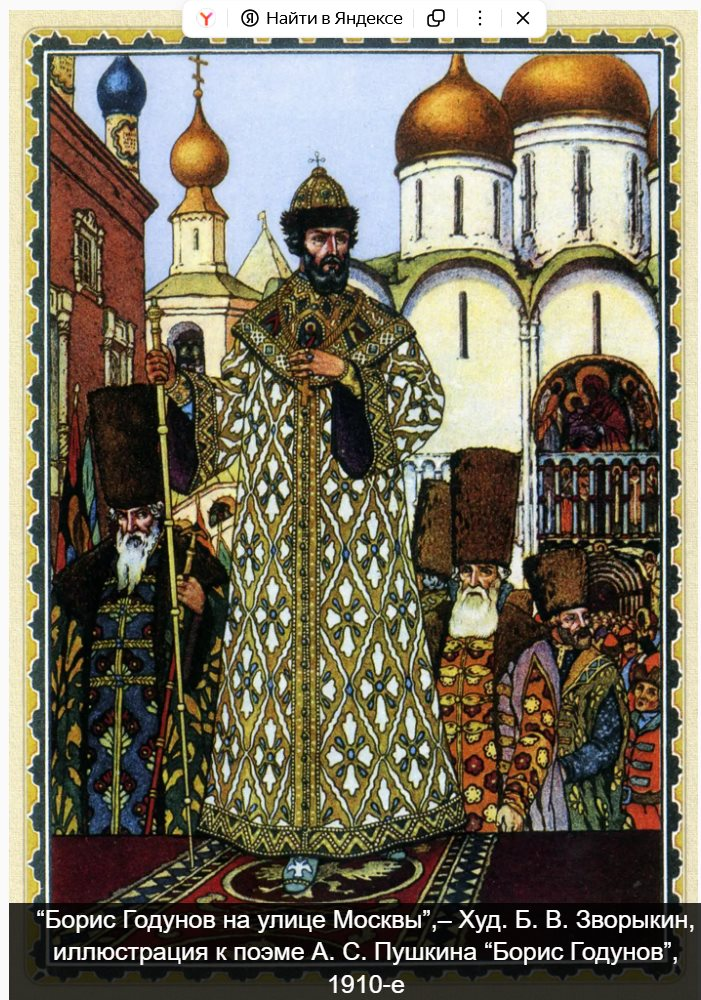 Найти в Яндексе
“Борис Годунов на улице Москвы”,– Худ. Б. В. Зворыкин,
иллюстрация к поэме А. С. Пушкина “Борис Годунов”,
1910-е